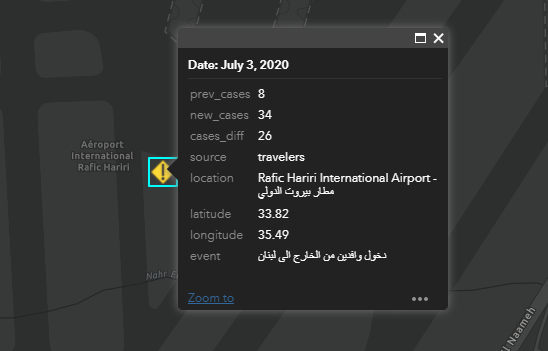 Date: July 3, 2020
prev_cases 8
new_cases 34
cases_diff 26
source travelers
location Rafic Hariri International Airport -
مطار بيروت الدولي
latitude 33.82
longitude 35.49
event دخول وافدين من الخارج الى لبنان
Zoom to
Aéroport
International
Rafic Hariri
Nahr
Naameh